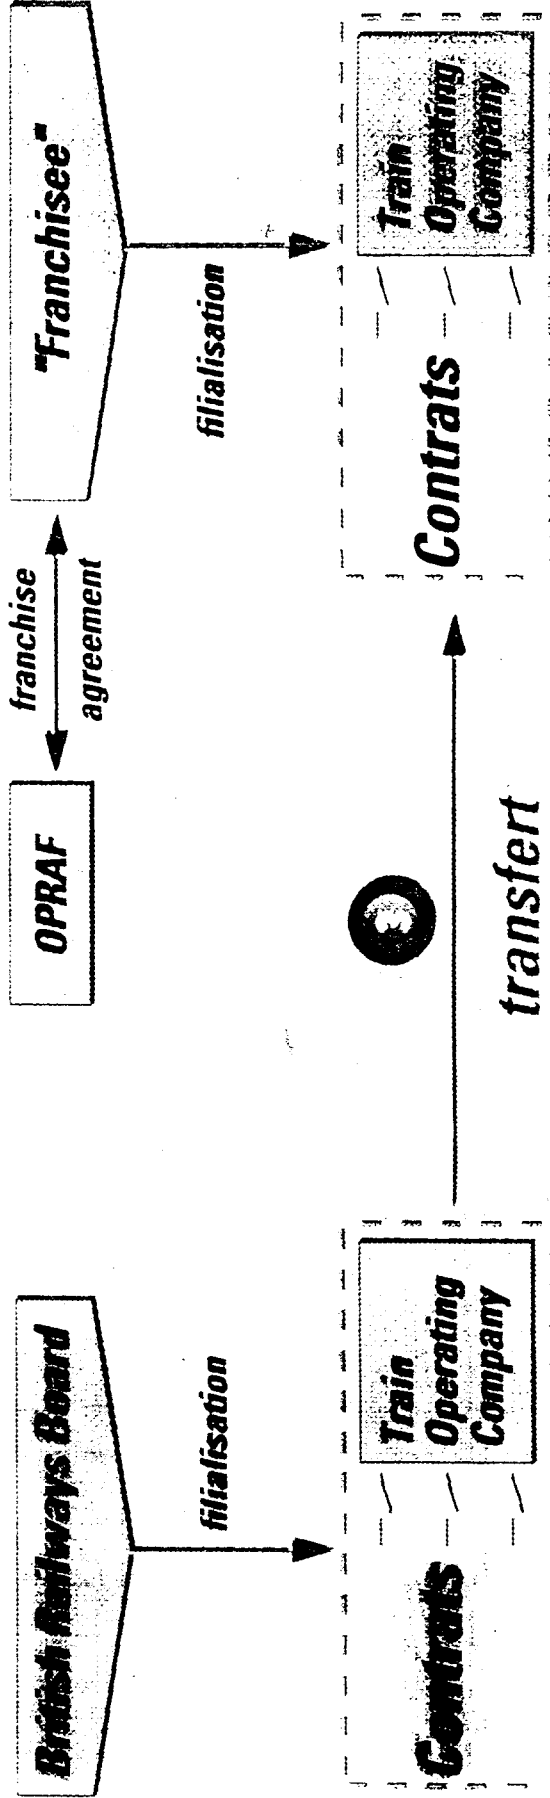 British Railways Board
OPRAF
franchise
agreement
"Franchisee"
filialisation
filialisation
Contrats
Train
Operating
Company
transfert
Contrats
Train
Operating
Company